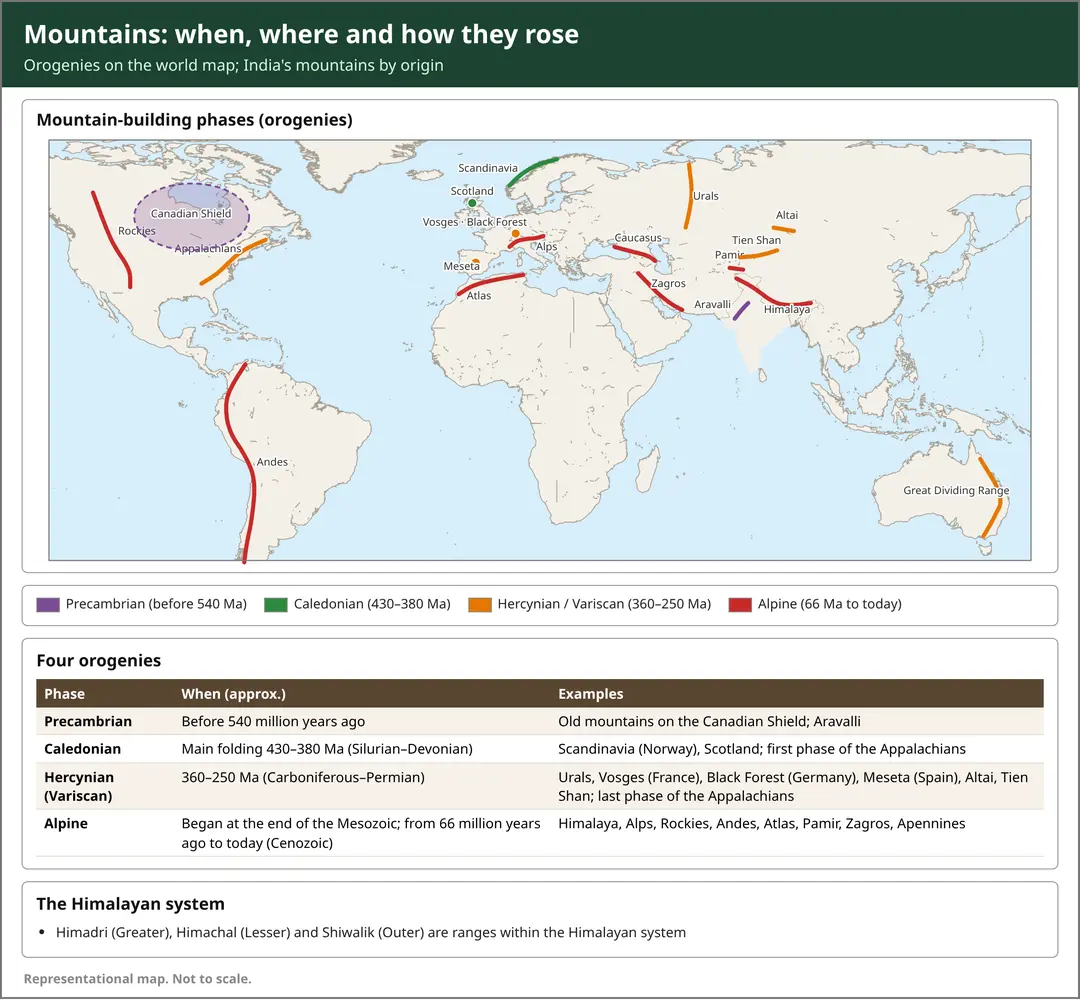 Mountains: when, where and how they rose
Orogenies on the world map; India's mountains by origin
Mountain-building phases (orogenies)
Scandinavia
Scotland
Urals
Canadian Shield
Altai
Vosges · Black Forest
Rockies
Caucasus
Tien Shan
Appalachians
Alps
Pamir
Meseta
Zagros
Atlas
Aravalli
Himalaya
Andes
Great Dividing Range
Precambrian (before 540 Ma)
Caledonian (430–380 Ma)
Hercynian / Variscan (360–250 Ma)
Alpine (66 Ma to today)
Four orogenies
Phase When (approx.) Examples
Precambrian Before 540 million years ago Old mountains on the Canadian Shield; Aravalli
Caledonian Main folding 430–380 Ma (Silurian–Devonian) Scandinavia (Norway), Scotland; first phase of the Appalachians
Hercynian 360–250 Ma (Carboniferous–Permian) Urals, Vosges (France), Black Forest (Germany), Meseta (Spain), Altai, Tien
(Variscan) Shan; last phase of the Appalachians
Alpine Began at the end of the Mesozoic; from 66 million years Himalaya, Alps, Rockies, Andes, Atlas, Pamir, Zagros, Apennines
ago to today (Cenozoic)
The Himalayan system
• Himadri (Greater), Himachal (Lesser) and Shiwalik (Outer) are ranges within the Himalayan system
Representational map. Not to scale.